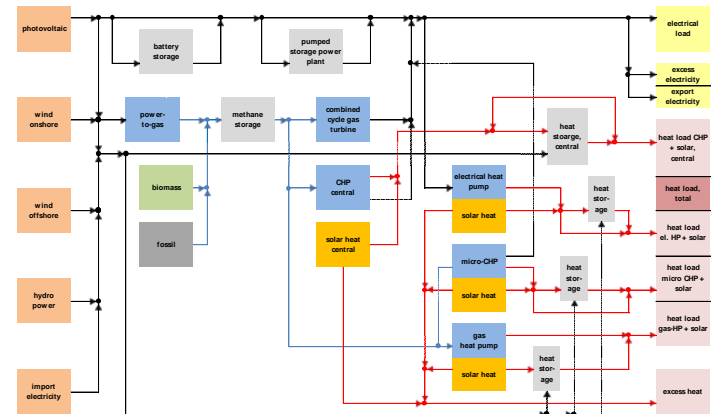 photovoltaic
battery
storage
pumped
storage power
plant
electrical
load
excess
electricity
export
electricity
wind
onshore
power-
to-gas
methane
storage
combined
cycle gas
turbine
heat
stoarge,
central
heat load CHP
+ solar,
central
biomass
CHP
central
electrical heat
pump
heat
stor-
age
heat load,
total
wind
offshore
fossil
solar heat
central
solar heat
heat load
el. HP + solar
hydro
power
micro-CHP
solar heat
heat
stor-
age
heat load
micro CHP +
solar
gas
heat pump
heat load
gas-HP + solar
import
electricity
solar heat
heat
stor-
age
excess heat